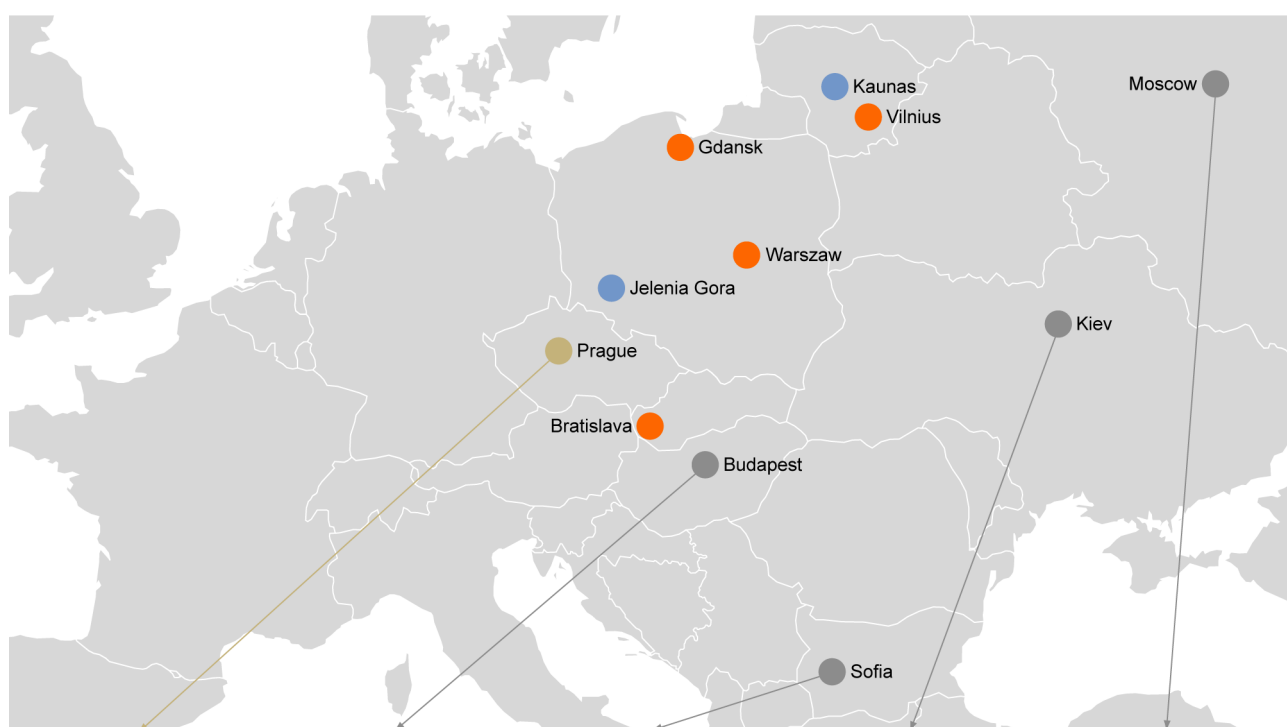 Moscow
Kaunas
Vilnius
Gdansk
Warszaw
Jelenia Gora
Kiev
Prague
Bratislava
Budapest
Sofia